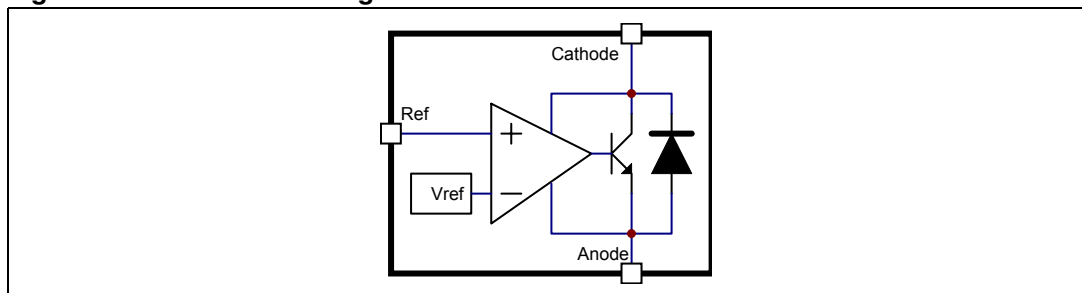 Cathode
Ref
+
Vref
−
Anode